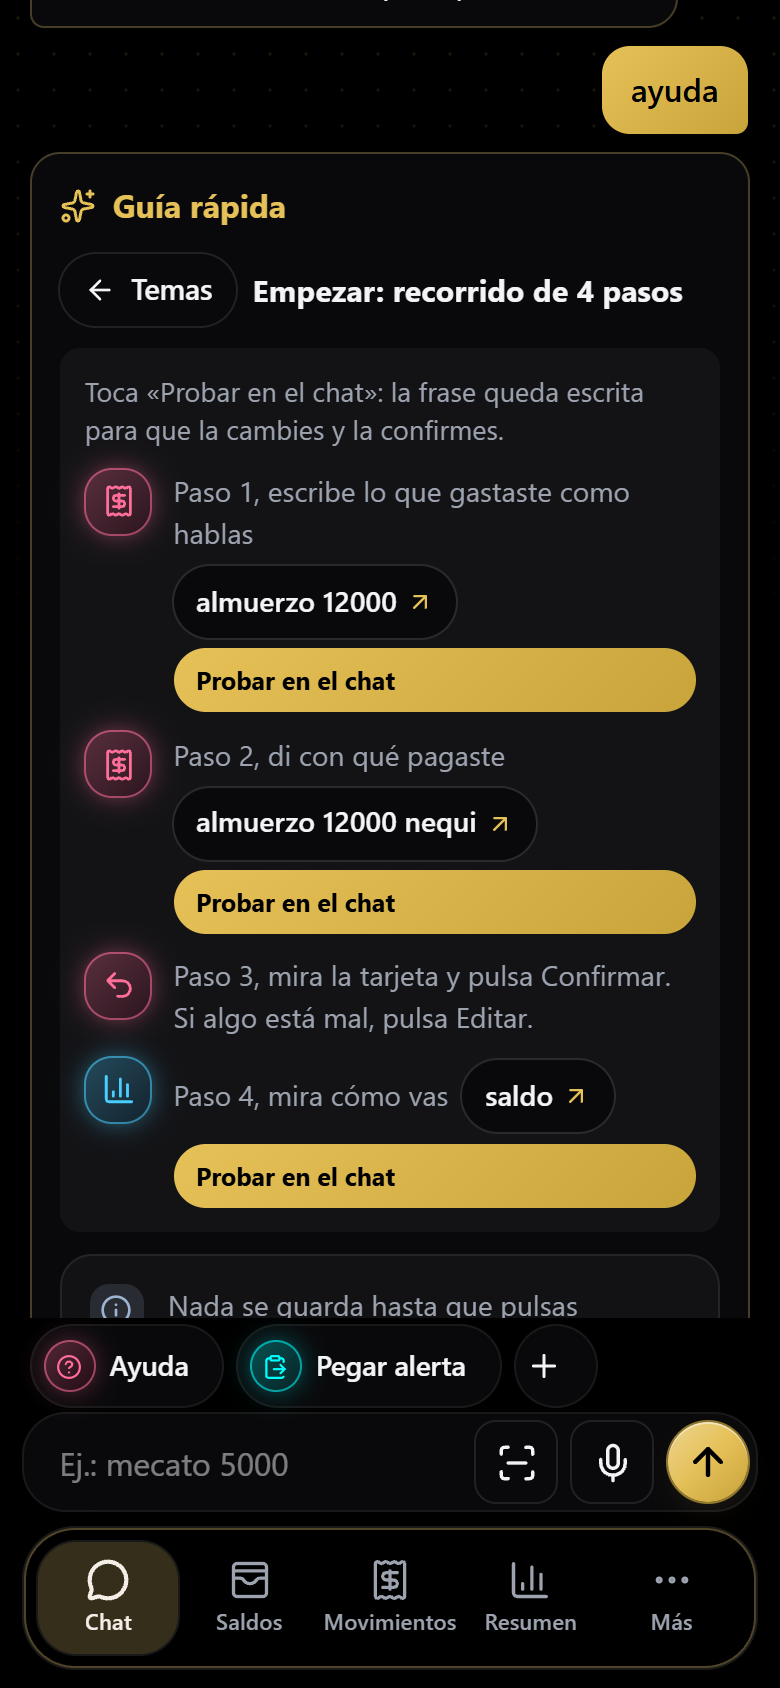 ayuda
Guía rápida
Temas
Empezar: recorrido de 4 pasos
Toca «Probar en el chat»: la frase queda escrita
para que la cambies y la confirmes.
Paso 1, escribe lo que gastaste como
hablas
almuerzo 12000
Probar en el chat
Paso 2, di con qué pagaste
almuerzo 12000 nequi
Probar en el chat
Paso 3, mira la tarjeta y pulsa Confirmar.
Si algo está mal, pulsa Editar.
Paso 4, mira cómo vas
saldo
Probar en el chat
Nada se guarda hasta que pulsas
Ayuda
Pegar alerta
Ej.: mecato 5000
Chat
Saldos
Movimientos
Resumen
Más